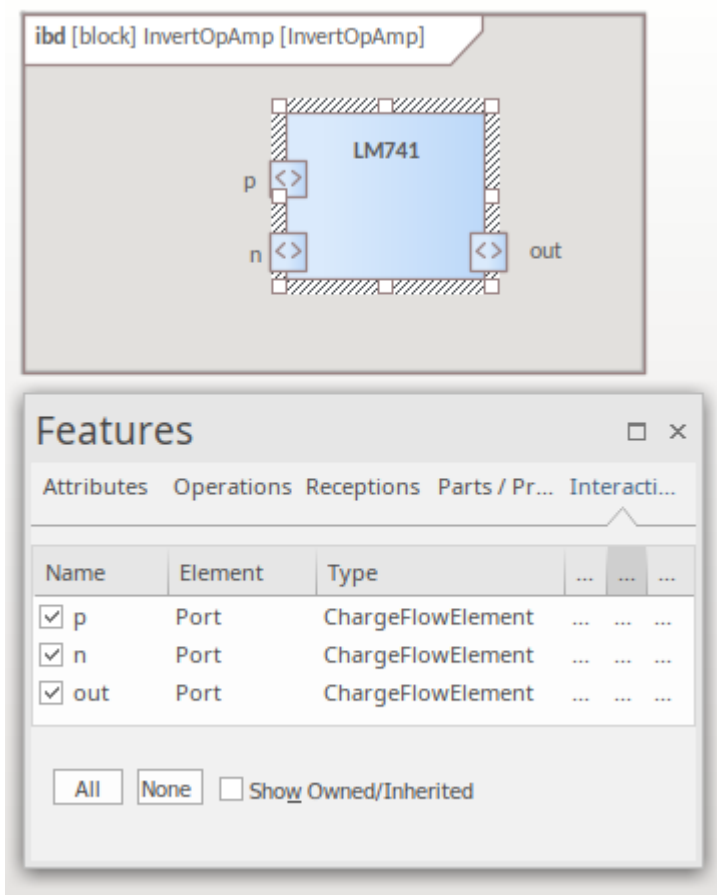 ibd [block] InvertOpAmp [InvertOpAmp]
LM741
p
n
out
Features
Attributes Operations Receptions Parts / Pr... Interacti...
Name Element Type ... ... ...
p Port ChargeFlowElement ... ... ...
n Port ChargeFlowElement ... ... ...
out Port ChargeFlowElement ... ... ...
All None Show Owned/Inherited